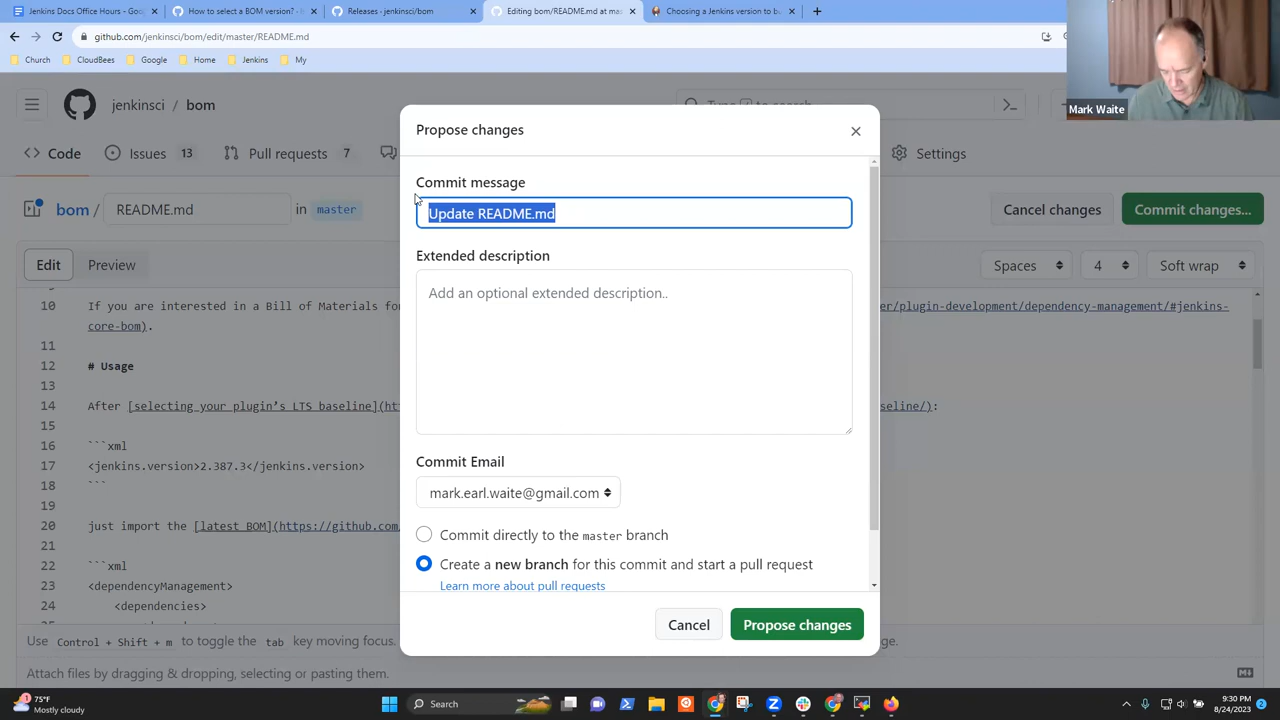 Jenkins Docs Office Hours - Goo
How to select a BOM version? -
Releases · jenkinsci/bom
Editing bom/README.md at mas
Choosing a Jenkins version to b
github.com/jenkinsci/bom/edit/master/README.md
Church
CloudBees
Google
Home
Jenkins
My
Mark Waite
jenkinsci / bom
Type / to search
Code
Issues 13
Pull requests 7
Settings
bom / README.md in master
Cancel changes
Commit changes...
Edit
Preview
Spaces
4
Soft wrap
10 If you are interested in a Bill of Materials
er/plugin-development/dependency-management/#jenkins-
core-bom).
11
12 # Usage
13
14 After [selecting your plugin’s LTS baseline]
seline/):
15
16 ```xml
17 <jenkins.version>2.387.3</jenkins.version>
18 ```
19
20 just import the [latest BOM](https://github.com
21
22 ```xml
23 <dependencyManagement>
24 <dependencies>
Use Control + Shift + m to toggle the tab key moving focus.
Attach files by dragging & dropping, selecting or pasting them.
Propose changes
Commit message
Update README.md
Extended description
Add an optional extended description..
Commit Email
mark.earl.waite@gmail.com
Commit directly to the master branch
Create a new branch for this commit and start a pull request
Learn more about pull requests
Cancel
Propose changes
75°F
Mostly cloudy
Search
9:30 PM
8/24/2023